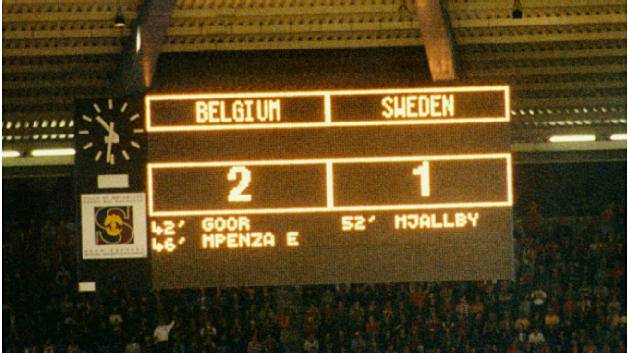 BELGIUM SWEDEN
2 1
42' GOOR 52' MJALLBY
46' MPENZA E